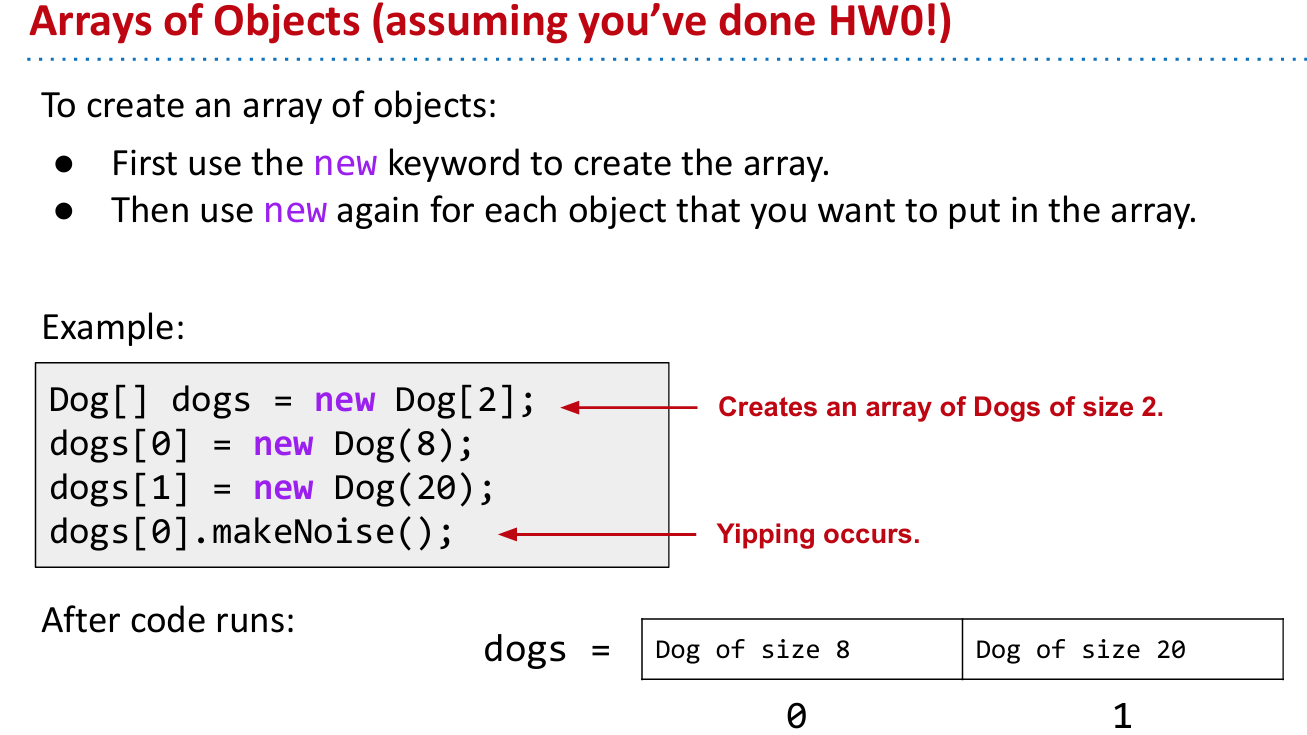 Arrays of Objects (assuming you’ve done HW0!)
To create an array of objects:
● First use the new keyword to create the array.
● Then use new again for each object that you want to put in the array.
Example:
Dog[] dogs = new Dog[2];
Creates an array of Dogs of size 2.
dogs[0] = new Dog(8);
dogs[1] = new Dog(20);
dogs[0].makeNoise();
Yipping occurs.
After code runs:
dogs =
Dog of size 8
Dog of size 20
0
1